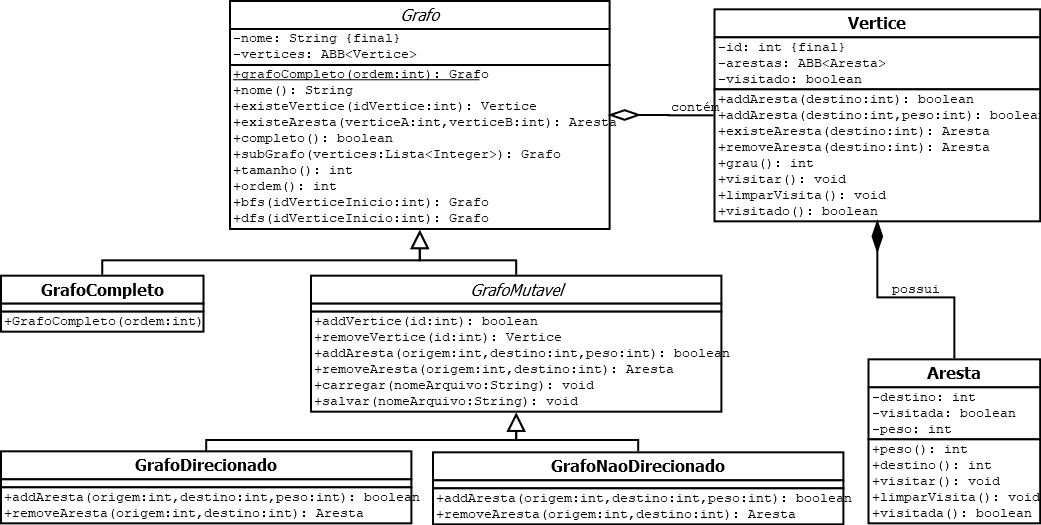 Grafo
-nome: String {final}
-vertices: ABB<Vertice>
+grafoCompleto(ordem:int): Grafo
+nome(): String
+existeVertice(idVertice:int): Vertice
+existeAresta(verticeA:int,verticeB:int): Aresta
+completo(): boolean
+subGrafo(vertices:Lista<Integer>): Grafo
+tamanho(): int
+ordem(): int
+bfs(idVerticeInicio:int): Grafo
+dfs(idVerticeInicio:int): Grafo
contém
Vertice
-id: int {final}
-arestas: ABB<Aresta>
-visitado: boolean
+addAresta(destino:int): boolean
+addAresta(destino:int,peso:int): boolean
+existeAresta(destino:int): Aresta
+removeAresta(destino:int): Aresta
+grau(): int
+visitar(): void
+limparVisita(): void
+visitado(): boolean
GrafoCompleto
+GrafoCompleto(ordem:int)
GrafoMutavel
+addVertice(id:int): boolean
+removeVertice(id:int): Vertice
+addAresta(origem:int,destino:int,peso:int): boolean
+removeAresta(origem:int,destino:int): Aresta
+carregar(nomeArquivo:String): void
+salvar(nomeArquivo:String): void
possui
Aresta
-destino: int
-visitada: boolean
-peso: int
+peso(): int
+destino(): int
+visitar(): void
+limparVisita(): void
+visitada(): boolean
GrafoDirecionado
+addAresta(origem:int,destino:int,peso:int): boolean
+removeAresta(origem:int,destino:int): Aresta
GrafoNaoDirecionado
+addAresta(origem:int,destino:int,peso:int): boolean
+removeAresta(origem:int,destino:int): Aresta